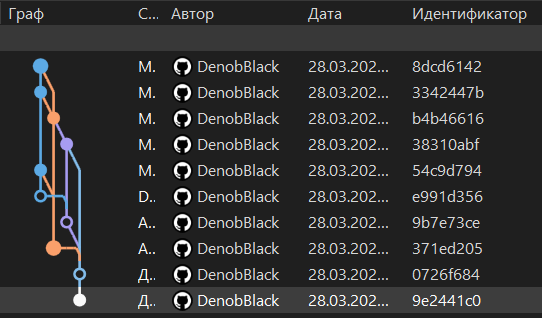 Граф С.. Автор Дата Идентификатор
M. DenobBlack 28.03.202... 8dcd6142
M. DenobBlack 28.03.202... 3342447b
M. DenobBlack 28.03.202... b4b46616
M. DenobBlack 28.03.202... 38310abf
M. DenobBlack 28.03.202... 54c9d794
D.. DenobBlack 28.03.202... e991d356
A.. DenobBlack 28.03.202... 9b7e73ce
A.. DenobBlack 28.03.202... 371ed205
Д.. DenobBlack 28.03.202... 0726f684
Д.. DenobBlack 28.03.202... 9e2441c0